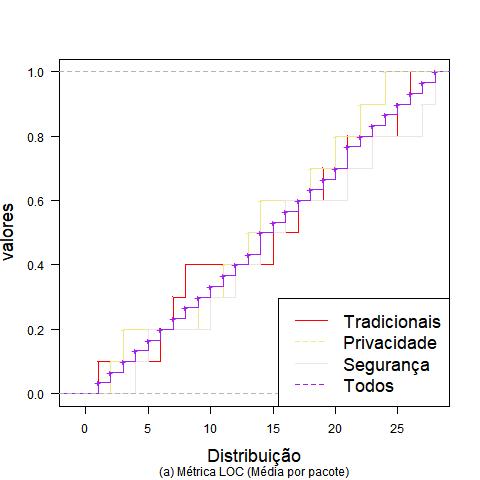 valores
1.0
0.8
0.6
0.4
0.2
0.0
Tradicionais
Privacidade
Segurança
Todos
0 5 10 15 20 25
Distribuição
(a) Métrica LOC (Média por pacote)